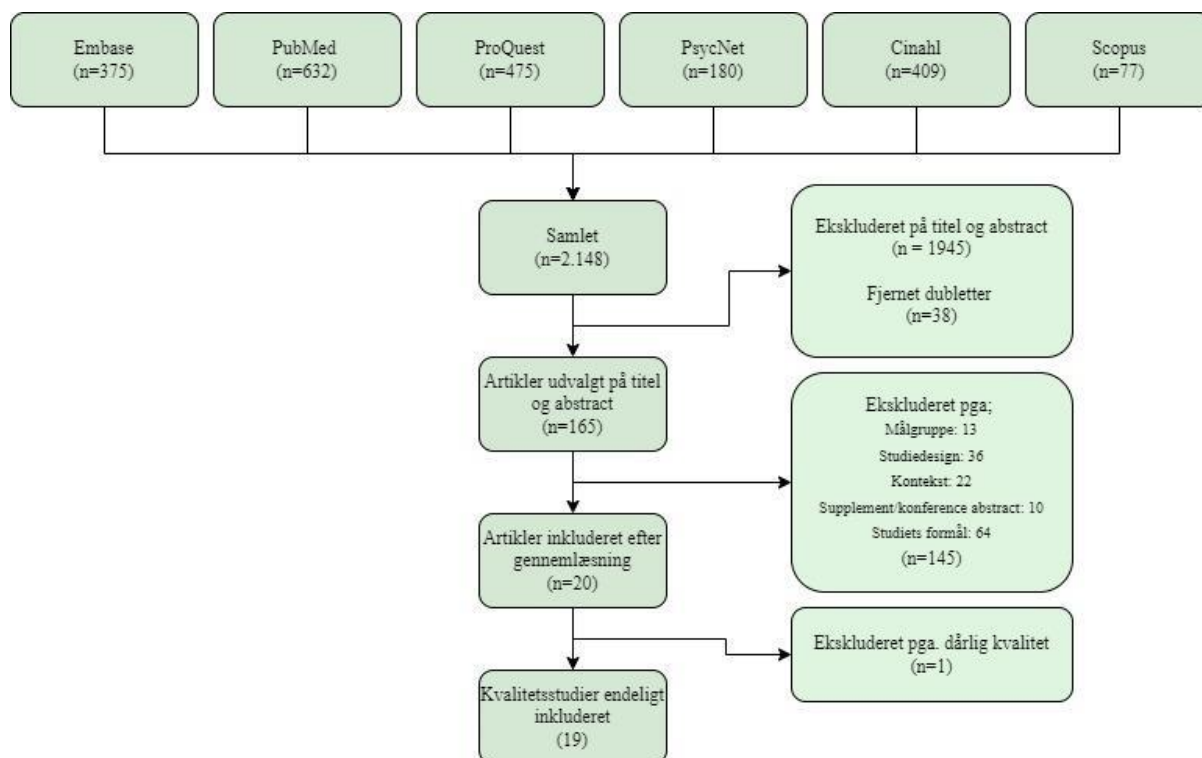 Embase
(n=375)
PubMed
(n=632)
ProQuest
(n=475)
PsycNet
(n=180)
Cinahl
(n=409)
Scopus
(n=77)
Samlet
(n=2.148)
Ekskluderet på titel og abstract
(n = 1945)
Fjernet dubletter
(n=38)
Artikler udvalgt på titel
og abstract
(n=165)
Ekskluderet pga;
Målgruppe: 13
Studiedesign: 36
Kontekst: 22
Supplement/konference abstract: 10
Studiets formål: 64
(n=145)
Artikler inkluderet efter
gennemlæsning
(n=20)
Ekskluderet pga. dårlig kvalitet
(n=1)
Kvalitetsstudier endeligt
inkluderet
(19)